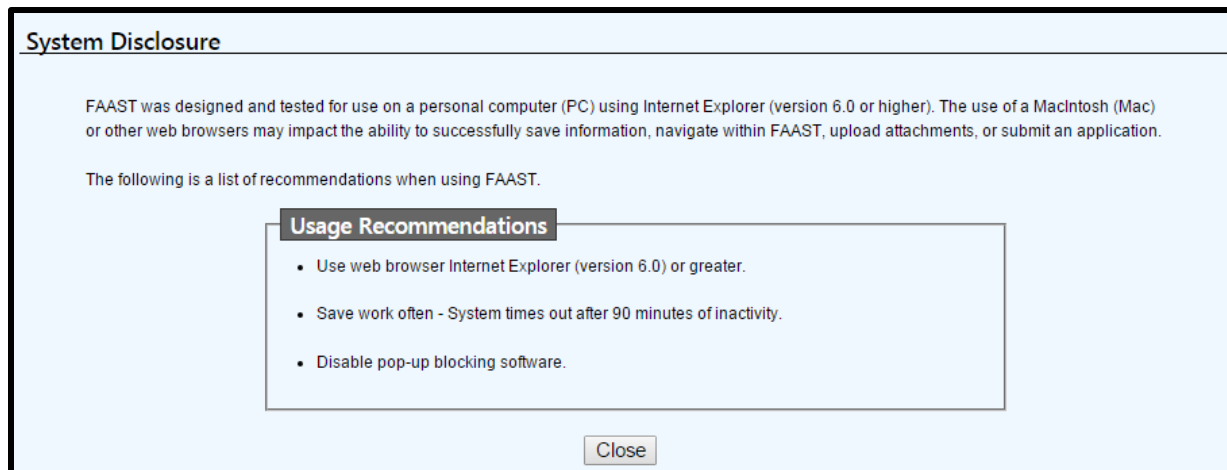 System Disclosure
FAAST was designed and tested for use on a personal computer (PC) using Internet Explorer (version 6.0 or higher). The use of a MacIntosh (Mac)
or other web browsers may impact the ability to successfully save information, navigate within FAAST, upload attachments, or submit an application.
The following is a list of recommendations when using FAAST.
Usage Recommendations
• Use web browser Internet Explorer (version 6.0) or greater.
• Save work often - System times out after 90 minutes of inactivity.
• Disable pop-up blocking software.
Close